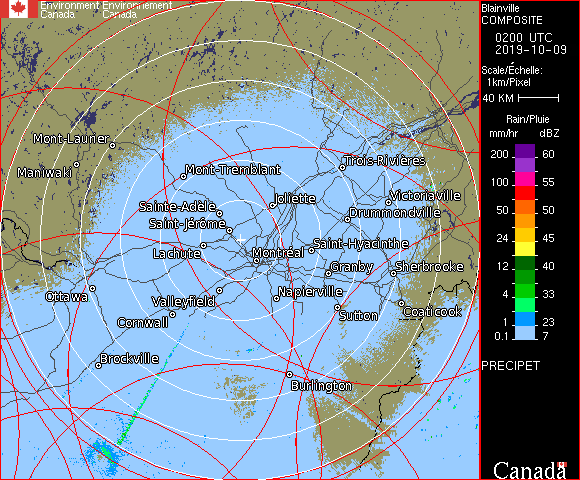 Environment Environnement
Canada Canada
Blainville
COMPOSITE
0200 UTC
2019-10-09
Scale/Échelle:
1km/Pixel
40 KM
Rain/Pluie
mm/hr dBZ
200 60
100 55
50 50
24 45
12 40
4 33
1 23
0.1 7
PRECIPET
Canada
Mont-Laurier
Maniwaki
Mont-Tremblant
Trois-Rivières
Joliette
Victoriaville
Sainte-Adèle
Drummondville
Saint-Jérôme
Saint-Hyacinthe
Lachute
Montréal
Granby
Sherbrooke
Ottawa
Valleyfield
Napierville
Cornwall
Sutton
Coaticook
Brockville
Burlington